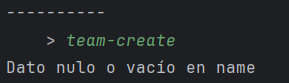 ----------
> team-create
Dato nulo o vacío en name